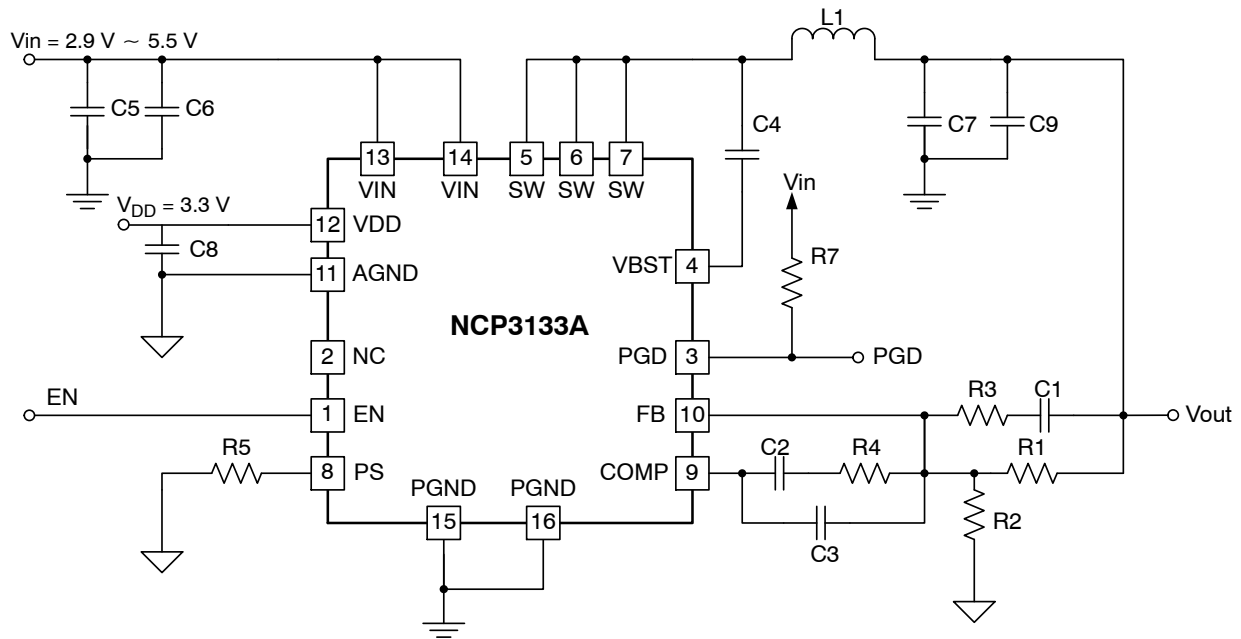 L1
Vin = 2.9 V ~ 5.5 V
C5
C6
C4
C7
C9
13
14
5
6
7
VIN
VIN
SW
SW
SW
Vin
VDD = 3.3 V
12
VDD
C8
11
AGND
VBST
4
R7
NCP3133A
2
NC
PGD
3
PGD
EN
1
EN
FB
10
R3
C1
Vout
R5
8
PS
COMP
9
C2
R4
R1
PGND
PGND
15
16
C3
R2